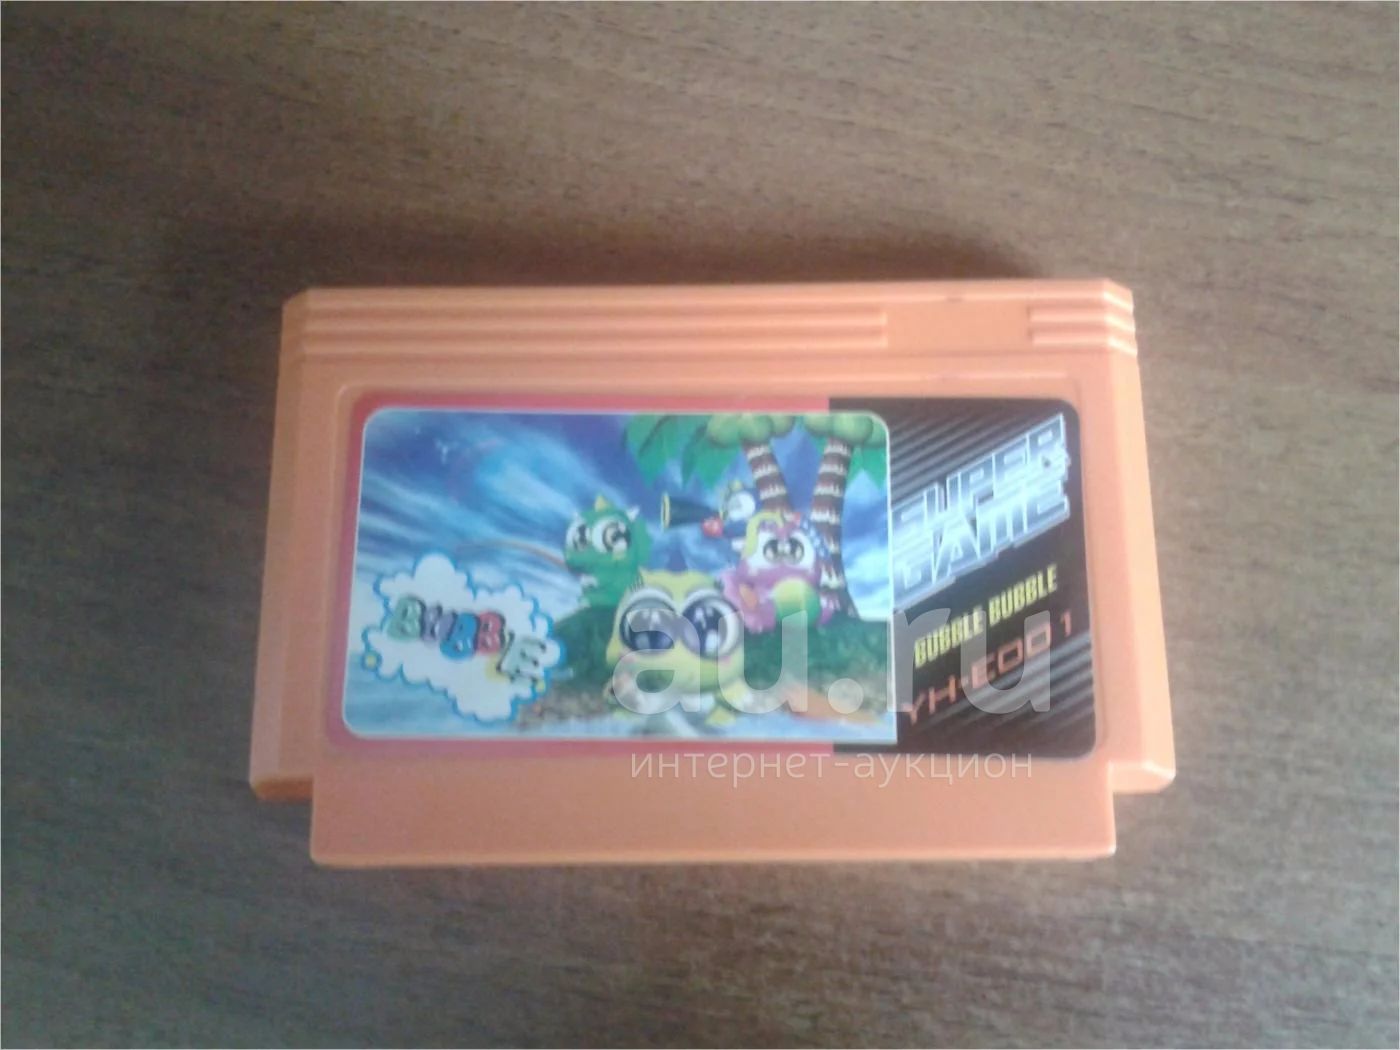 BUBBLE
SUPER
GAME
BUBBLE BUBBLE
YH-E001
au.ru
интернет-аукцион